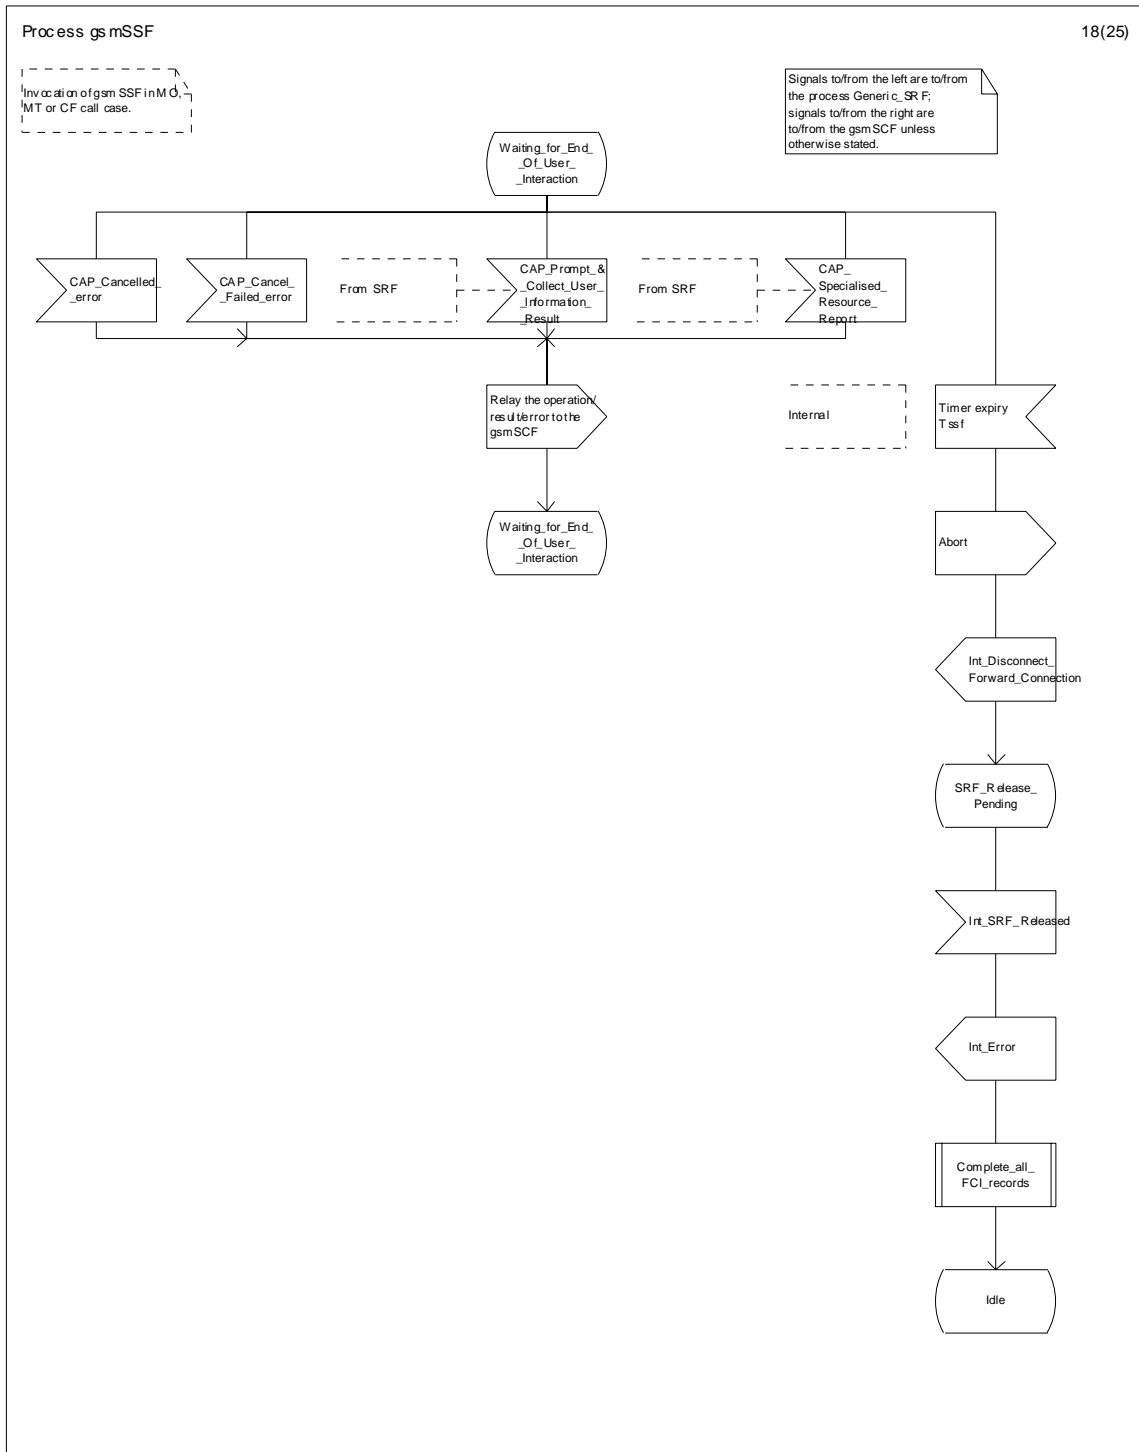 Process gsmSSF
18(25)
Invocation of gsmSSF in MO,
MT or CF call case.
Signals to/from the left are to/from
the process Generic_SRF;
signals to/from the right are
to/from the gsmSCF unless
otherwise stated.
Waiting_for_End_
_Of_User_
_Interaction
CAP_Cancelled_
_error
CAP_Cancel_
_Failed_error
From SRF
CAP_Prompt_&
_Collect_User_
_Information_
_Result
From SRF
CAP_
Specialised_
Resource_
Report
Relay the operation/
result/error to the
gsmSCF
Internal
Timer expiry
Tssf
Waiting_for_End_
_Of_User_
_Interaction
Abort
Int_Disconnect_
Forward_Connection
SRF_Release_
Pending
Int_SRF_Released
Int_Error
Complete_all_
FCI_records
Idle